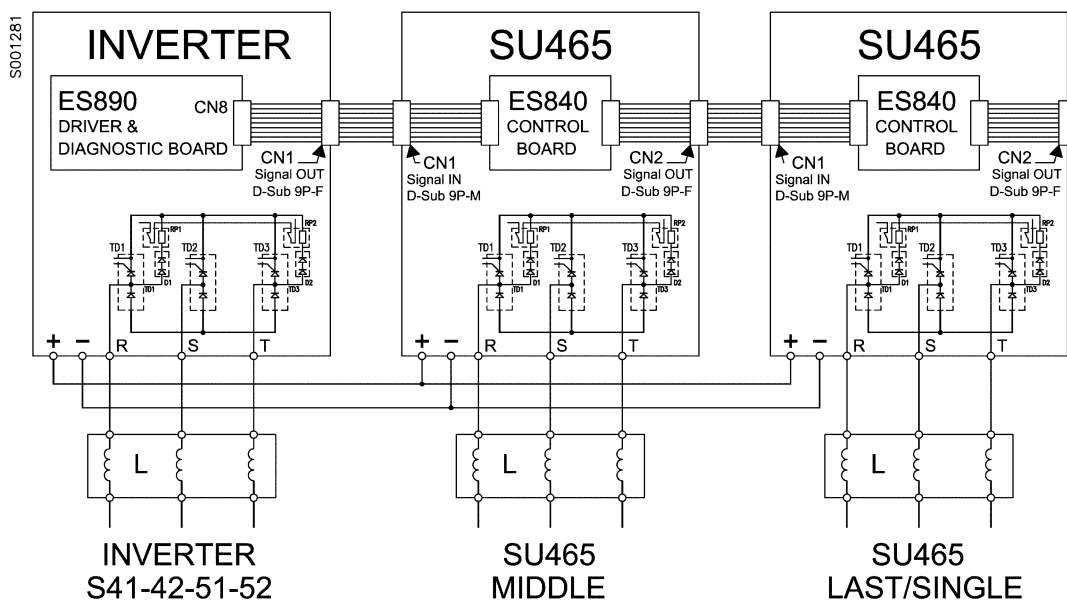 S001281
INVERTER
ES890
CN8
DRIVER &
DIAGNOSTIC BOARD
CN1
Signal OUT
D-Sub 9P-F
TD1
RP1
TD2
TD3
RP2
TD1
D1
TD3
D2
+
−
R
S
T
L
INVERTER
S41-42-51-52
SU465
ES840
CONTROL
BOARD
CN1
Signal IN
D-Sub 9P-M
CN2
Signal OUT
D-Sub 9P-F
TD1
RP1
TD2
TD3
RP2
TD1
D1
TD3
D2
+
−
R
S
T
L
SU465
MIDDLE
SU465
ES840
CONTROL
BOARD
CN1
Signal IN
D-Sub 9P-M
CN2
Signal OUT
D-Sub 9P-F
TD1
RP1
TD2
TD3
RP2
TD1
D1
TD3
D2
+
−
R
S
T
L
SU465
LAST/SINGLE